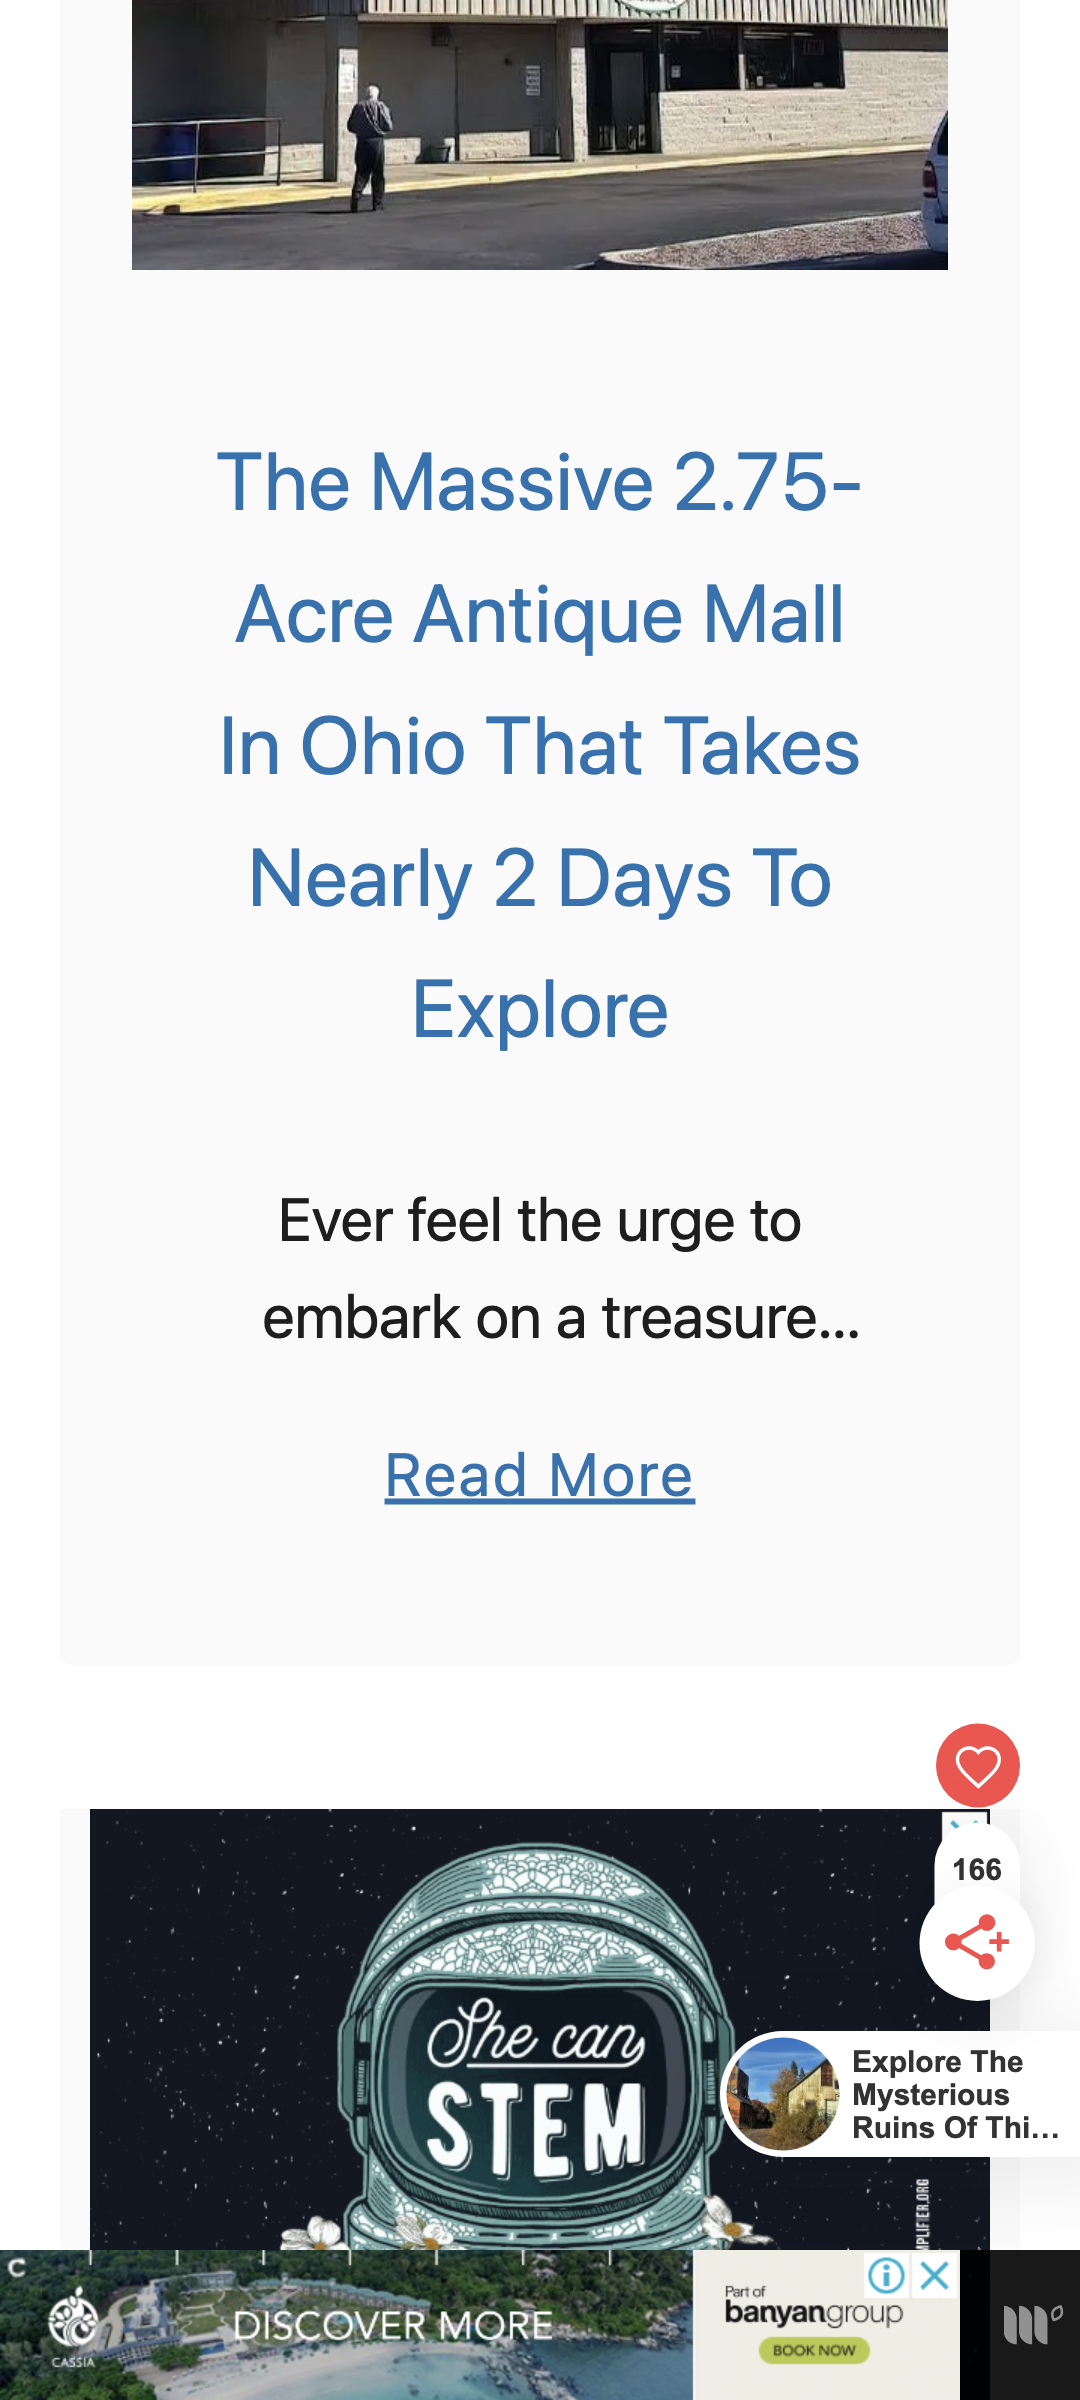 The Massive 2.75-
Acre Antique Mall
In Ohio That Takes
Nearly 2 Days To
Explore
Ever feel the urge to
embark on a treasure...
Read More
166
She can
STEM
Explore The
Mysterious
Ruins Of Thi...
MPLIFIER.ORG
C
CASSIA
DISCOVER MORE
Part of
banyangroup
BOOK NOW